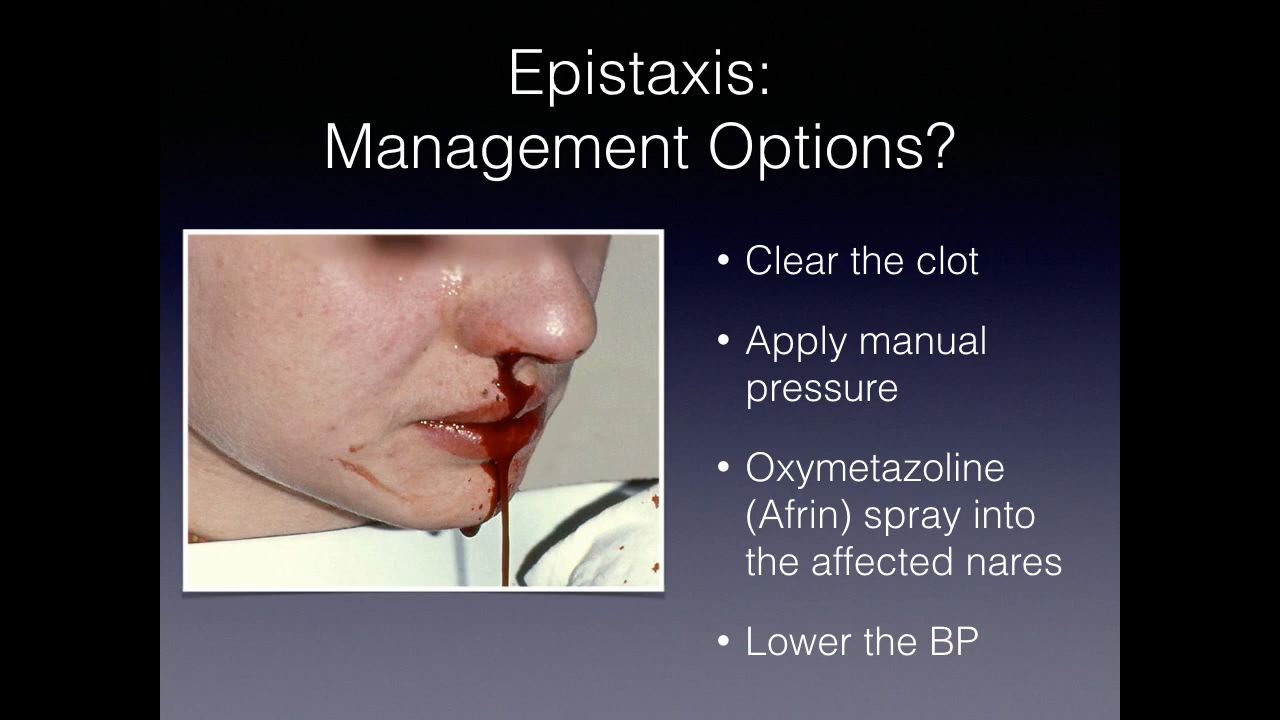 Epistaxis:
Management Options?
• Clear the clot
• Apply manual
pressure
• Oxymetazoline
(Afrin) spray into
the affected nares
• Lower the BP